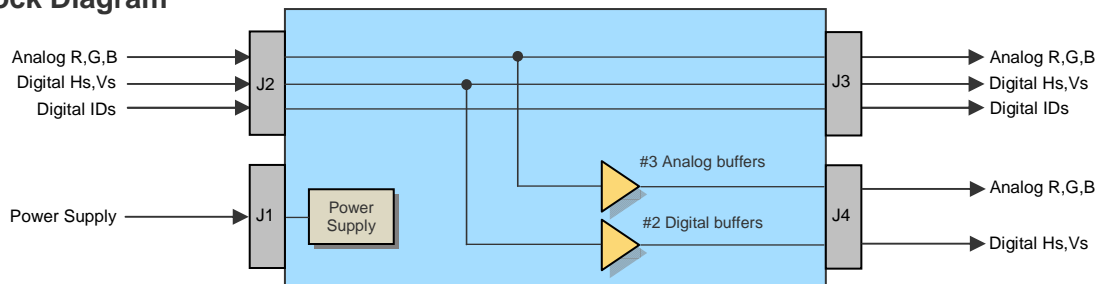 ock Diagram
Analog R,G,B
Digital Hs,Vs
Digital IDs
J2
J3
Analog R,G,B
Digital Hs,Vs
Digital IDs
#3 Analog buffers
Power Supply
J1
Power
Supply
#2 Digital buffers
J4
Analog R,G,B
Digital Hs,Vs